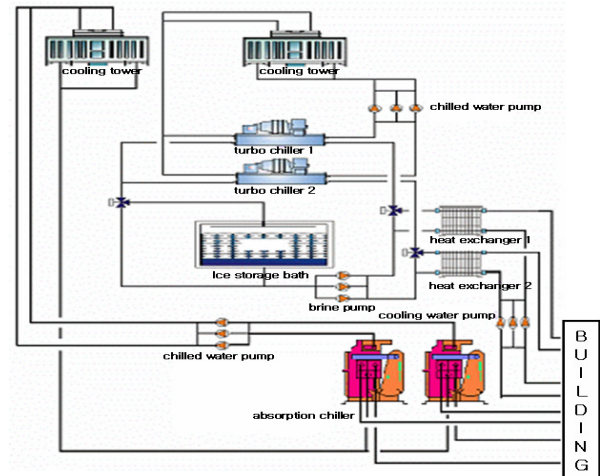 cooling tower
cooling tower
chilled water pump
turbo chiller 1
turbo chiller 2
heat exchanger 1
Ice storage bath
heat exchanger 2
brine pump
cooling water pump
chilled water pump
absorption chiller
BUILDING